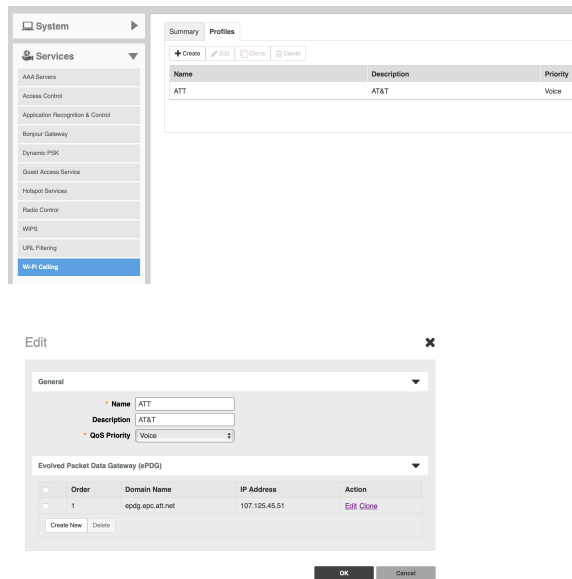 System
Services
AAA Servers
Access Control
Application Recognition & Control
Bonjour Gateway
Dynamic PSK
Guest Access Service
Hotspot Services
Radio Control
WIPS
URL Filtering
Wi-Fi Calling
Summary Profiles
Create Edit Clone Delete
Name Description Priority
ATT AT&T Voice
Edit
General
* Name ATT
Description AT&T
* QoS Priority Voice
Evolved Packet Data Gateway (ePDG)
Order Domain Name IP Address Action
1 epdg.epc.att.net 107.125.45.51 Edit Clone
Create New Delete
OK Cancel